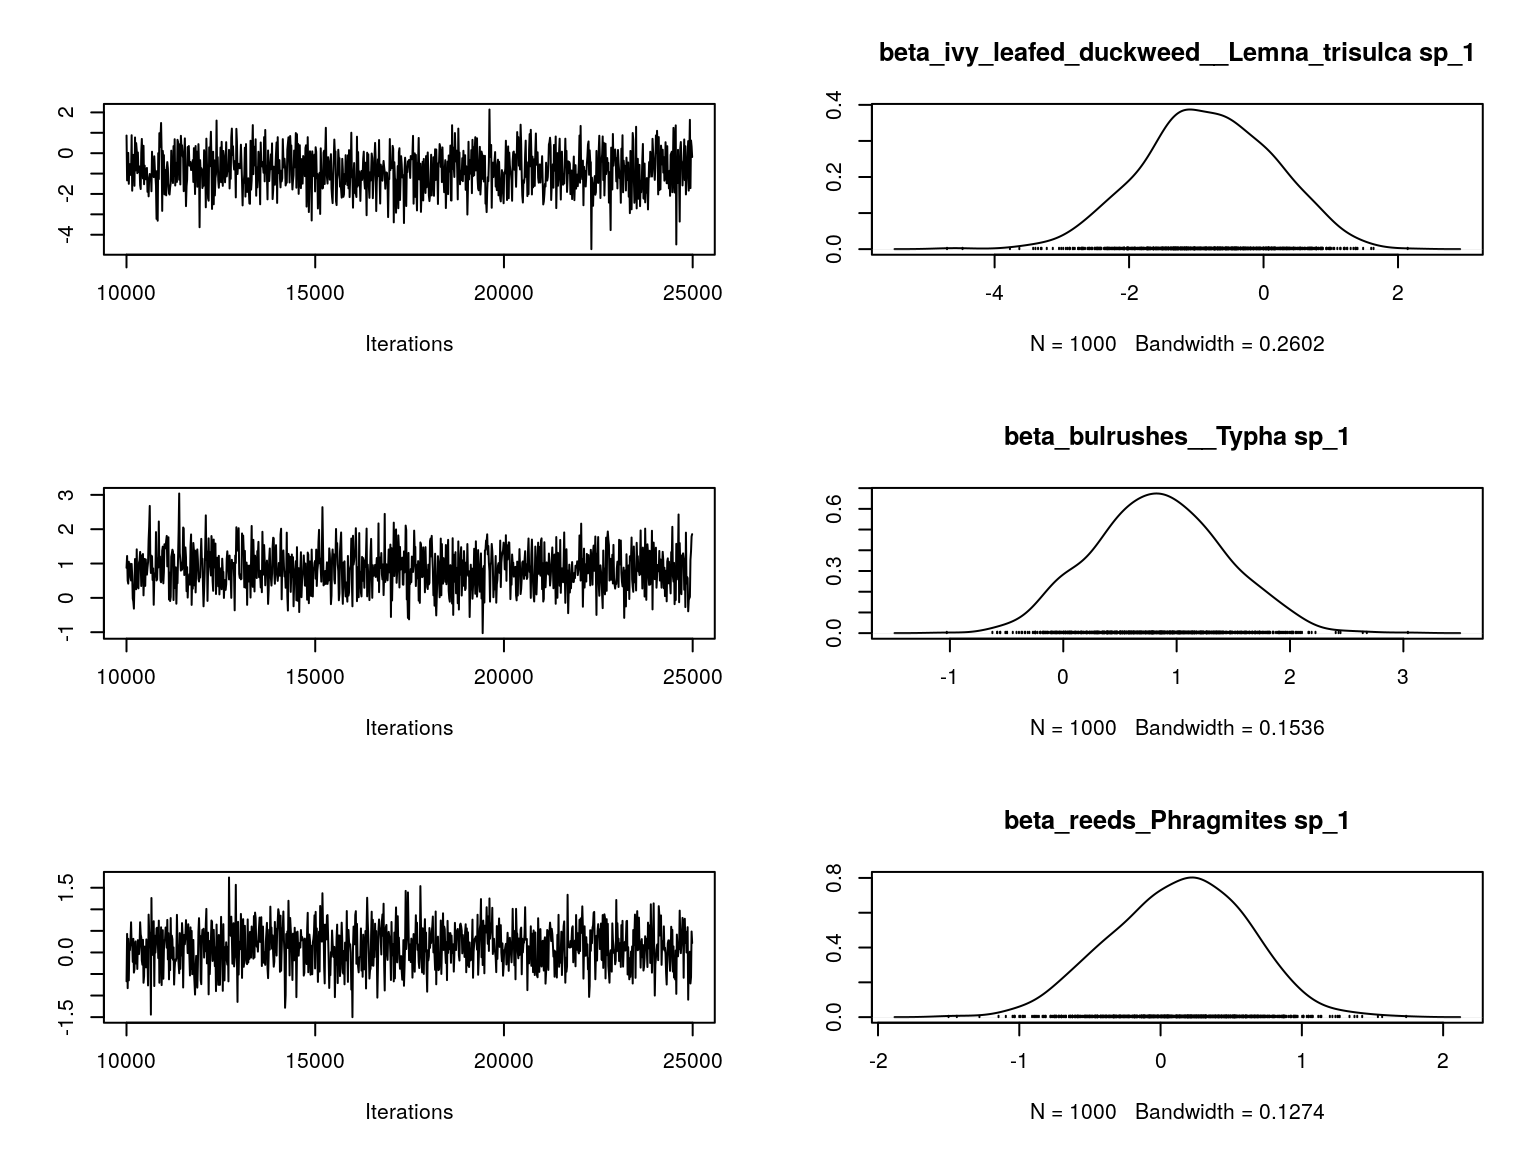 beta_ivy_leafed_duckweed__Lemna_trisulca sp_1
2
0
-2
-4
10000 15000 20000 25000
Iterations
0.4
0.2
0.0
-4 -2 0 2
N = 1000 Bandwidth = 0.2602
beta_bulrushes__Typha sp_1
3
2
1
0
-1
10000 15000 20000 25000
Iterations
0.6
0.3
0.0
-1 0 1 2 3
N = 1000 Bandwidth = 0.1536
beta_reeds_Phragmites sp_1
1.5
0.0
-1.5
10000 15000 20000 25000
Iterations
0.8
0.4
0.0
-2 -1 0 1 2
N = 1000 Bandwidth = 0.1274